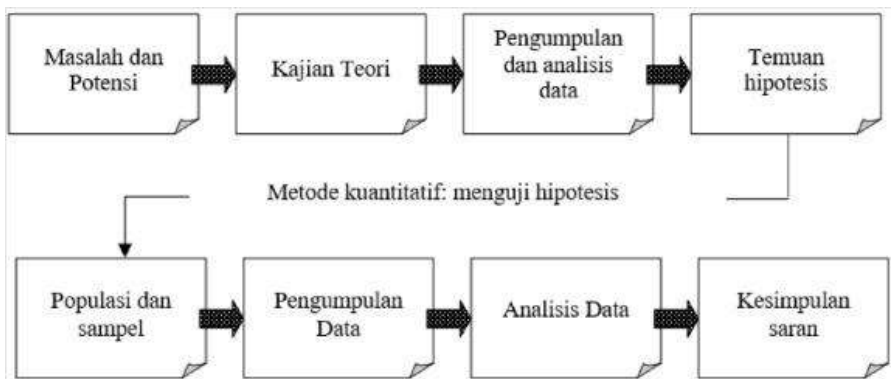 Masalah dan
Potensi
Kajian Teori
Pengumpulan
dan analisis
data
Temuan
hipotesis
Metode kuantitatif: menguji hipotesis
Populasi dan
sampel
Pengumpulan
Data
Analisis Data
Kesimpulan
saran